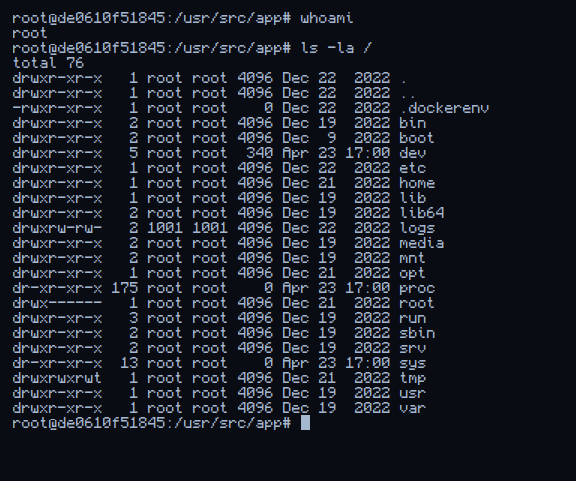 root@de0610f51845:/usr/src/app# whoami
root
root@de0610f51845:/usr/src/app# ls -la /
total 76
drwxr-xr-x   1 root root 4096 Dec 22  2022 .
drwxr-xr-x   1 root root 4096 Dec 22  2022 ..
-rwxr-xr-x   1 root root    0 Dec 22  2022 .dockerenv
drwxr-xr-x   2 root root 4096 Dec 19  2022 bin
drwxr-xr-x   2 root root 4096 Dec  9  2022 boot
drwxr-xr-x   5 root root  340 Apr 23 17:00 dev
drwxr-xr-x   1 root root 4096 Dec 22  2022 etc
drwxr-xr-x   1 root root 4096 Dec 21  2022 home
drwxr-xr-x   1 root root 4096 Dec 19  2022 lib
drwxr-xr-x   2 root root 4096 Dec 19  2022 lib64
drwxrw-rw-   2 1001 1001 4096 Dec 22  2022 logs
drwxr-xr-x   2 root root 4096 Dec 19  2022 media
drwxr-xr-x   2 root root 4096 Dec 19  2022 mnt
drwxr-xr-x   1 root root 4096 Dec 21  2022 opt
dr-xr-xr-x 175 root root    0 Apr 23 17:00 proc
drwx------   1 root root 4096 Dec 21  2022 root
drwxr-xr-x   3 root root 4096 Dec 19  2022 run
drwxr-xr-x   2 root root 4096 Dec 19  2022 sbin
drwxr-xr-x   2 root root 4096 Dec 19  2022 srv
dr-xr-xr-x  13 root root    0 Apr 23 17:00 sys
drwxrwxrwt   1 root root 4096 Dec 21  2022 tmp
drwxr-xr-x   1 root root 4096 Dec 19  2022 usr
drwxr-xr-x   1 root root 4096 Dec 19  2022 var
root@de0610f51845:/usr/src/app#